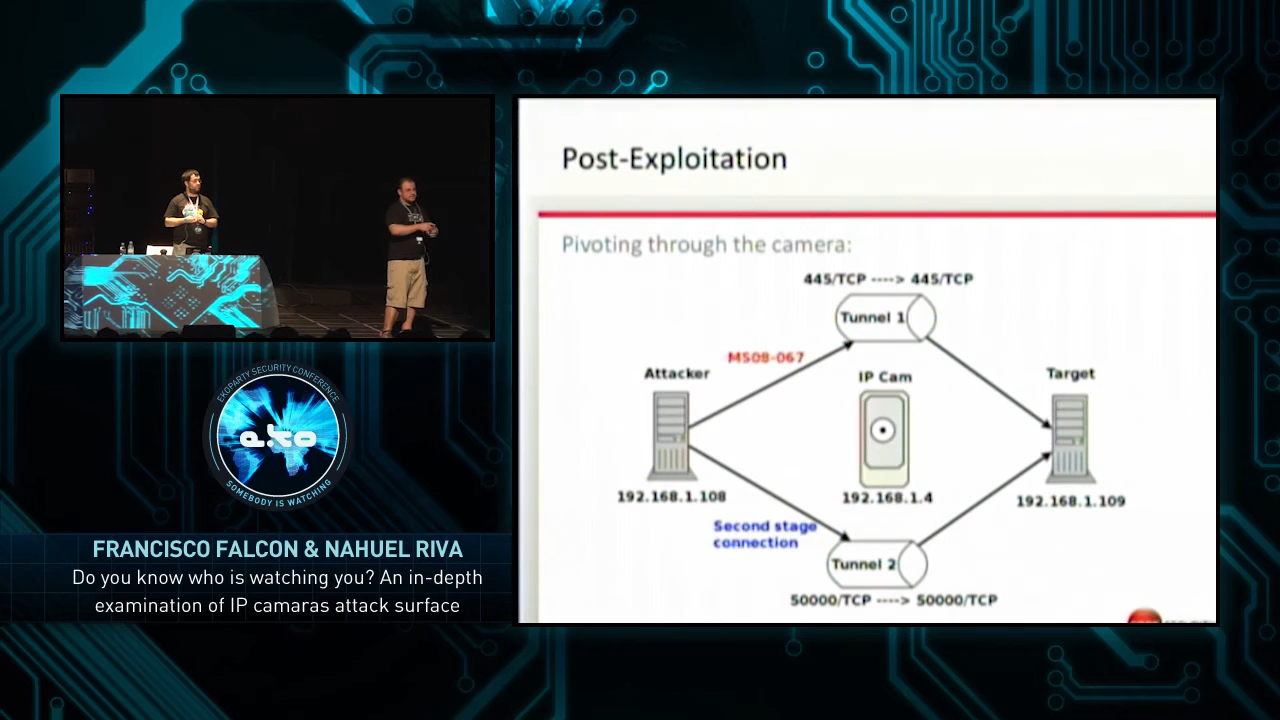 Post-Exploitation
Pivoting through the camera:
445/TCP ----> 445/TCP
Tunnel 1
MS08-067
Attacker
IP Cam
Target
192.168.1.108
192.168.1.4
192.168.1.109
Second stage
connection
Tunnel 2
50000/TCP ----> 50000/TCP
EKOPARTY SECURITY CONFERENCE
eko
SOMEBODY IS WATCHING
FRANCISCO FALCON & NAHUEL RIVA
Do you know who is watching you? An in-depth
examination of IP camaras attack surface